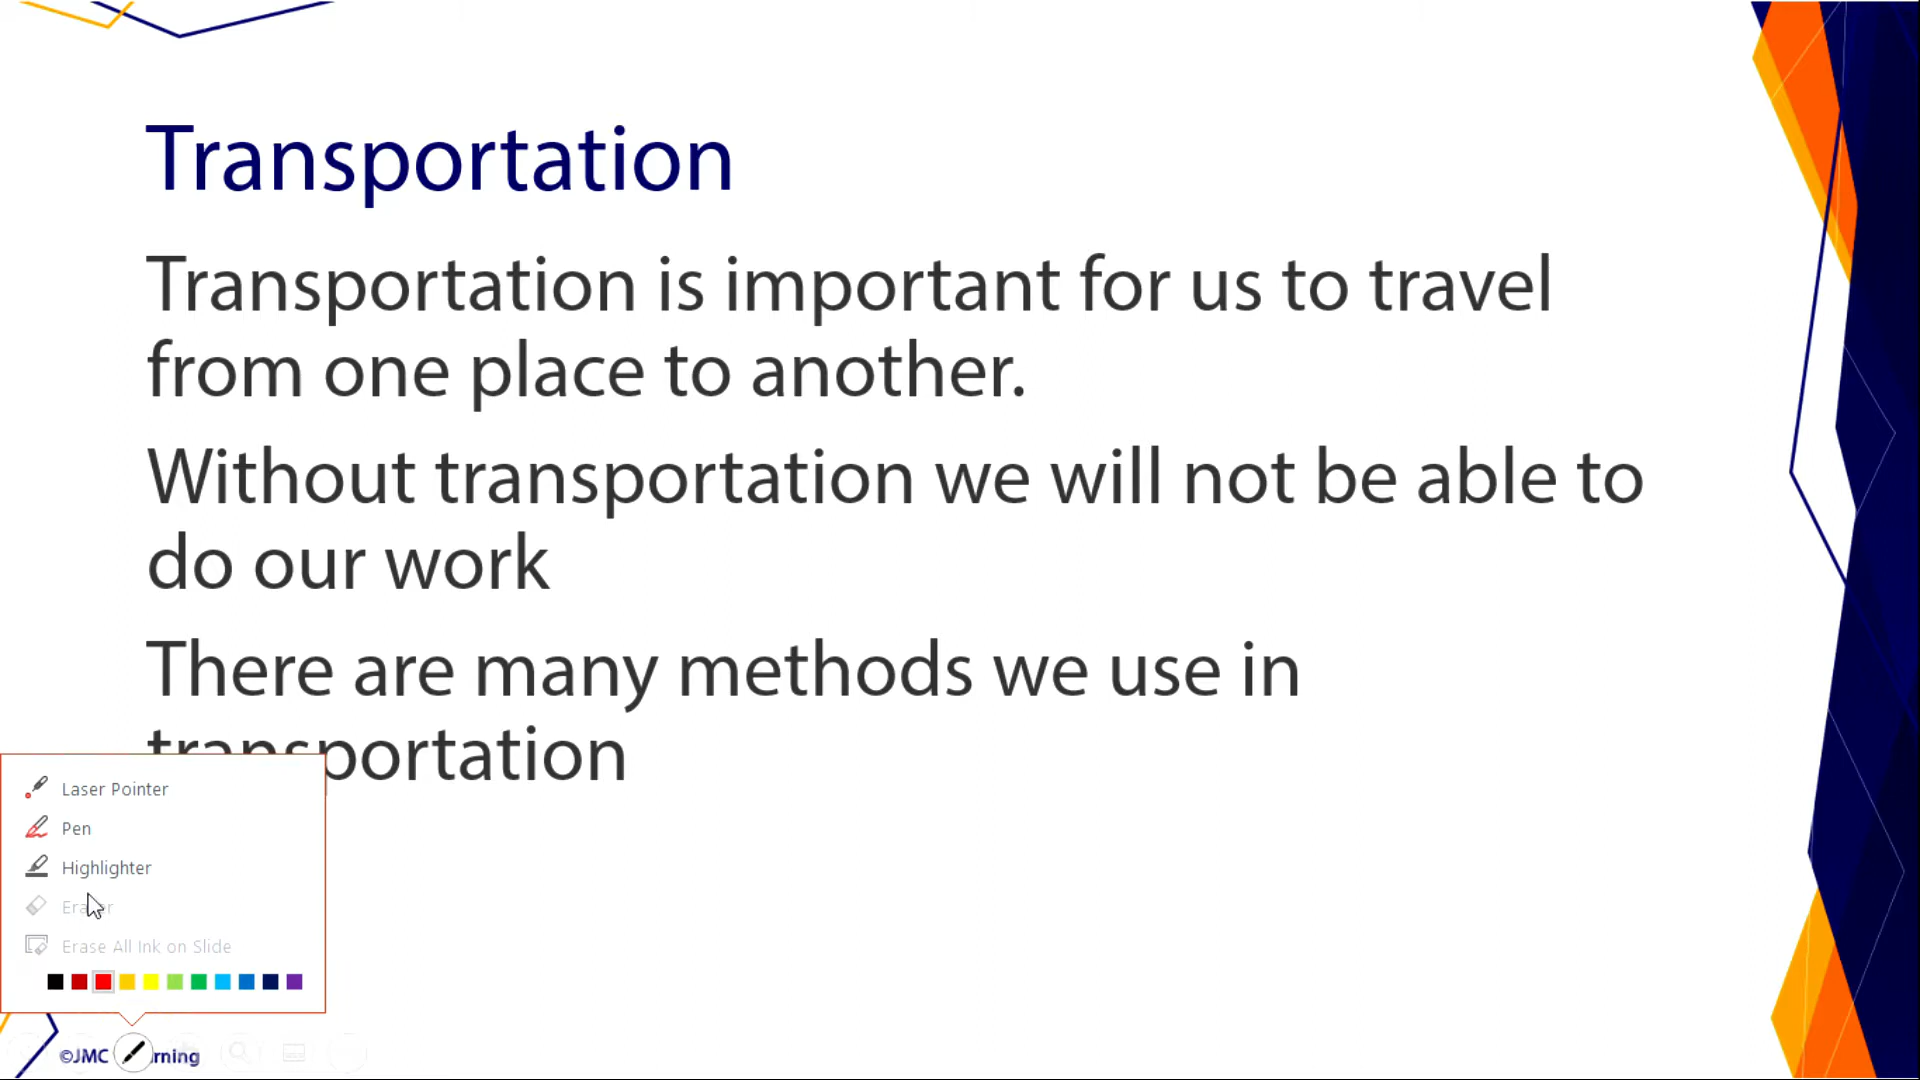 Transportation
Transportation is important for us to travel
from one place to another.
Without transportation we will not be able to
do our work
There are many methods we use in
transportation
Laser Pointer
Pen
Highlighter
Eraser
Erase All Ink on Slide
©JMC rning